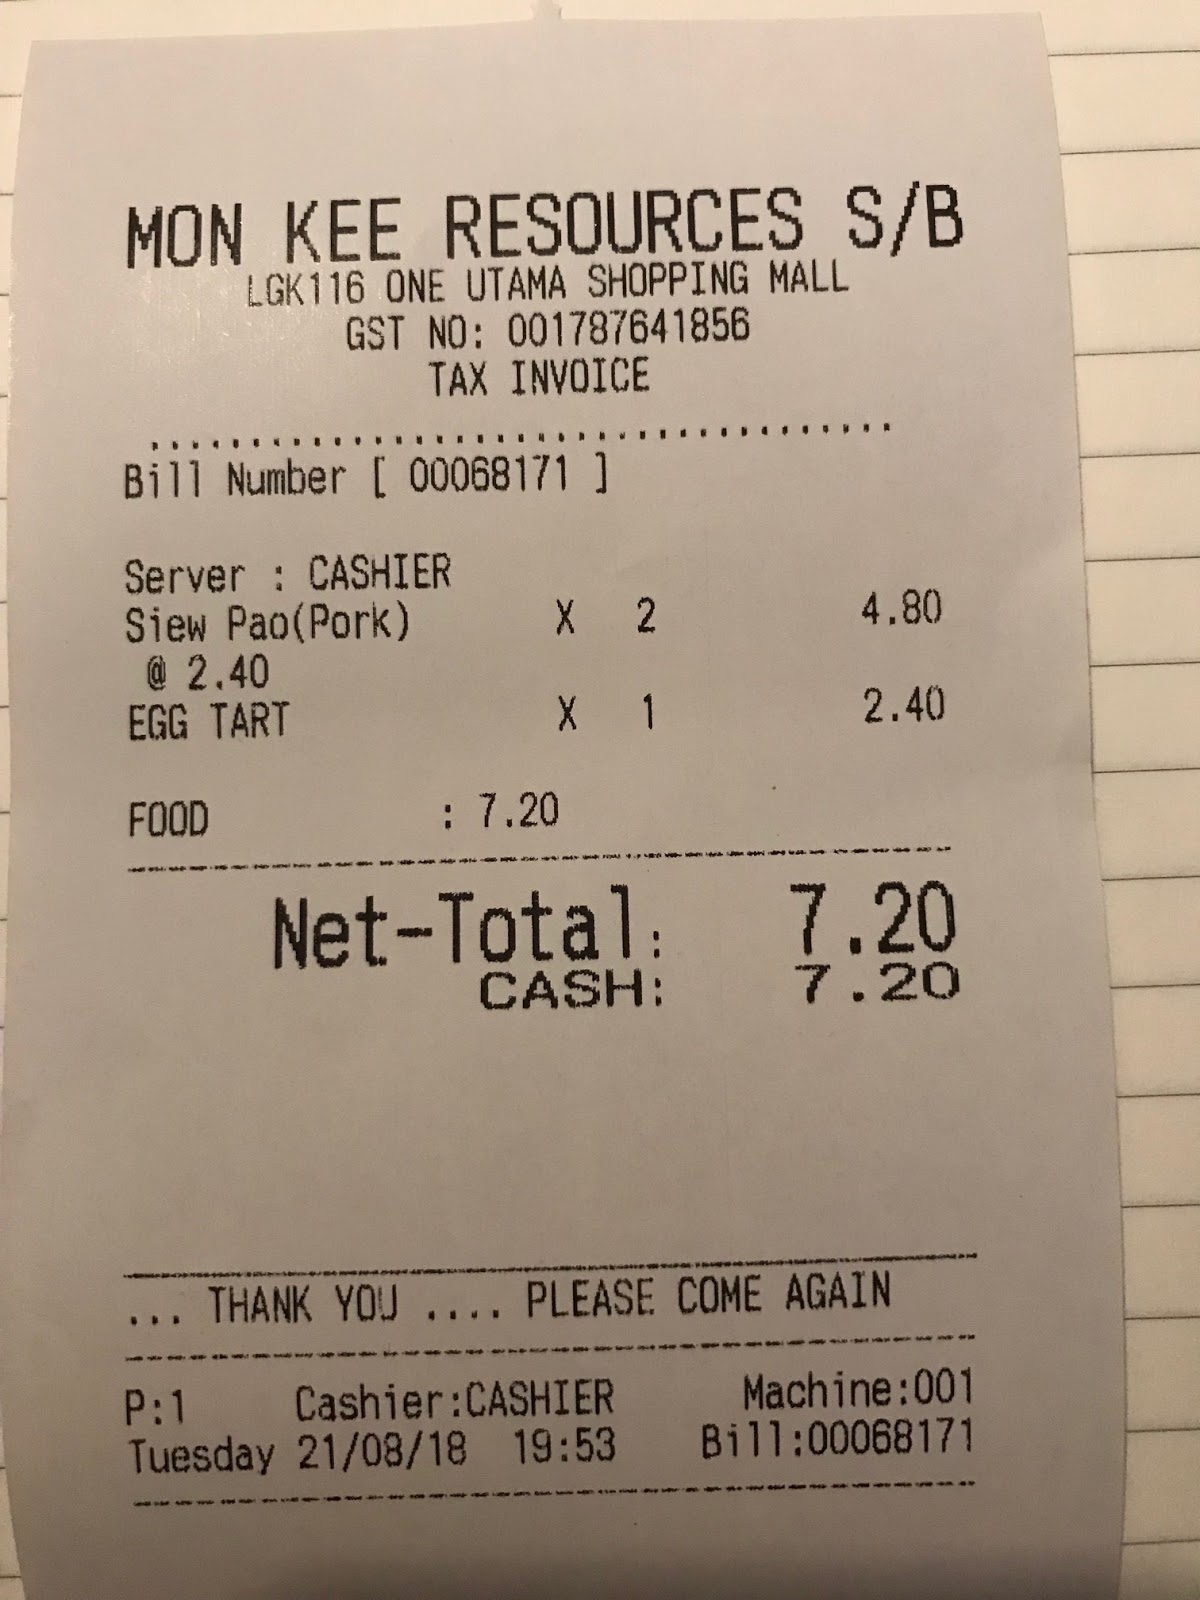 MON KEE RESOURCES S/B
LGK116 ONE UTAMA SHOPPING MALL
GST NO: 001787641856
TAX INVOICE
......................................
Bill Number [ 00068171 ]
Server : CASHIER
Siew Pao(Pork) X 2 4.80
@ 2.40
EGG TART X 1 2.40
FOOD : 7.20
Net-Total: 7.20
CASH: 7.20
... THANK YOU .... PLEASE COME AGAIN
P:1 Cashier:CASHIER Machine:001
Tuesday 21/08/18 19:53 Bill:00068171